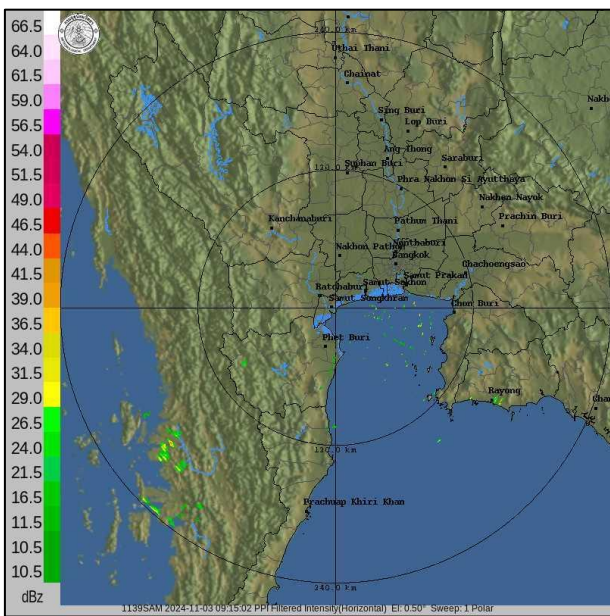 66.5
64.0
61.5
59.0
56.5
54.0
51.5
49.0
46.5
44.0
41.5
39.0
36.5
34.0
31.5
29.0
26.5
24.0
21.5
16.5
11.5
10.5
dBz
240.0 km
Uthai Thani
Chainat
Sing Buri
Lop Buri
Nakh
Ang Thong
Saraburi
120.0 km
Suphan Buri
Phra Nakhon Si Ayutthaya
Nakhon Nayok
Kanchanaburi
Pathum Thani
Prachin Buri
Nonthaburi
Nakhon Pathom
Bangkok
Chachoengsao
Samut Prakan
Samut Sakhon
Ratchaburi
Samut Songkhram
Chon Buri
Phet Buri
Rayong
Chan
120.0 km
Prachuap Khiri Khan
240.0 km
1139SAM 2024-11-03 09:15:02 PPI Filtered Intensity(Horizontal) El: 0.50° Sweep: 1 Polar